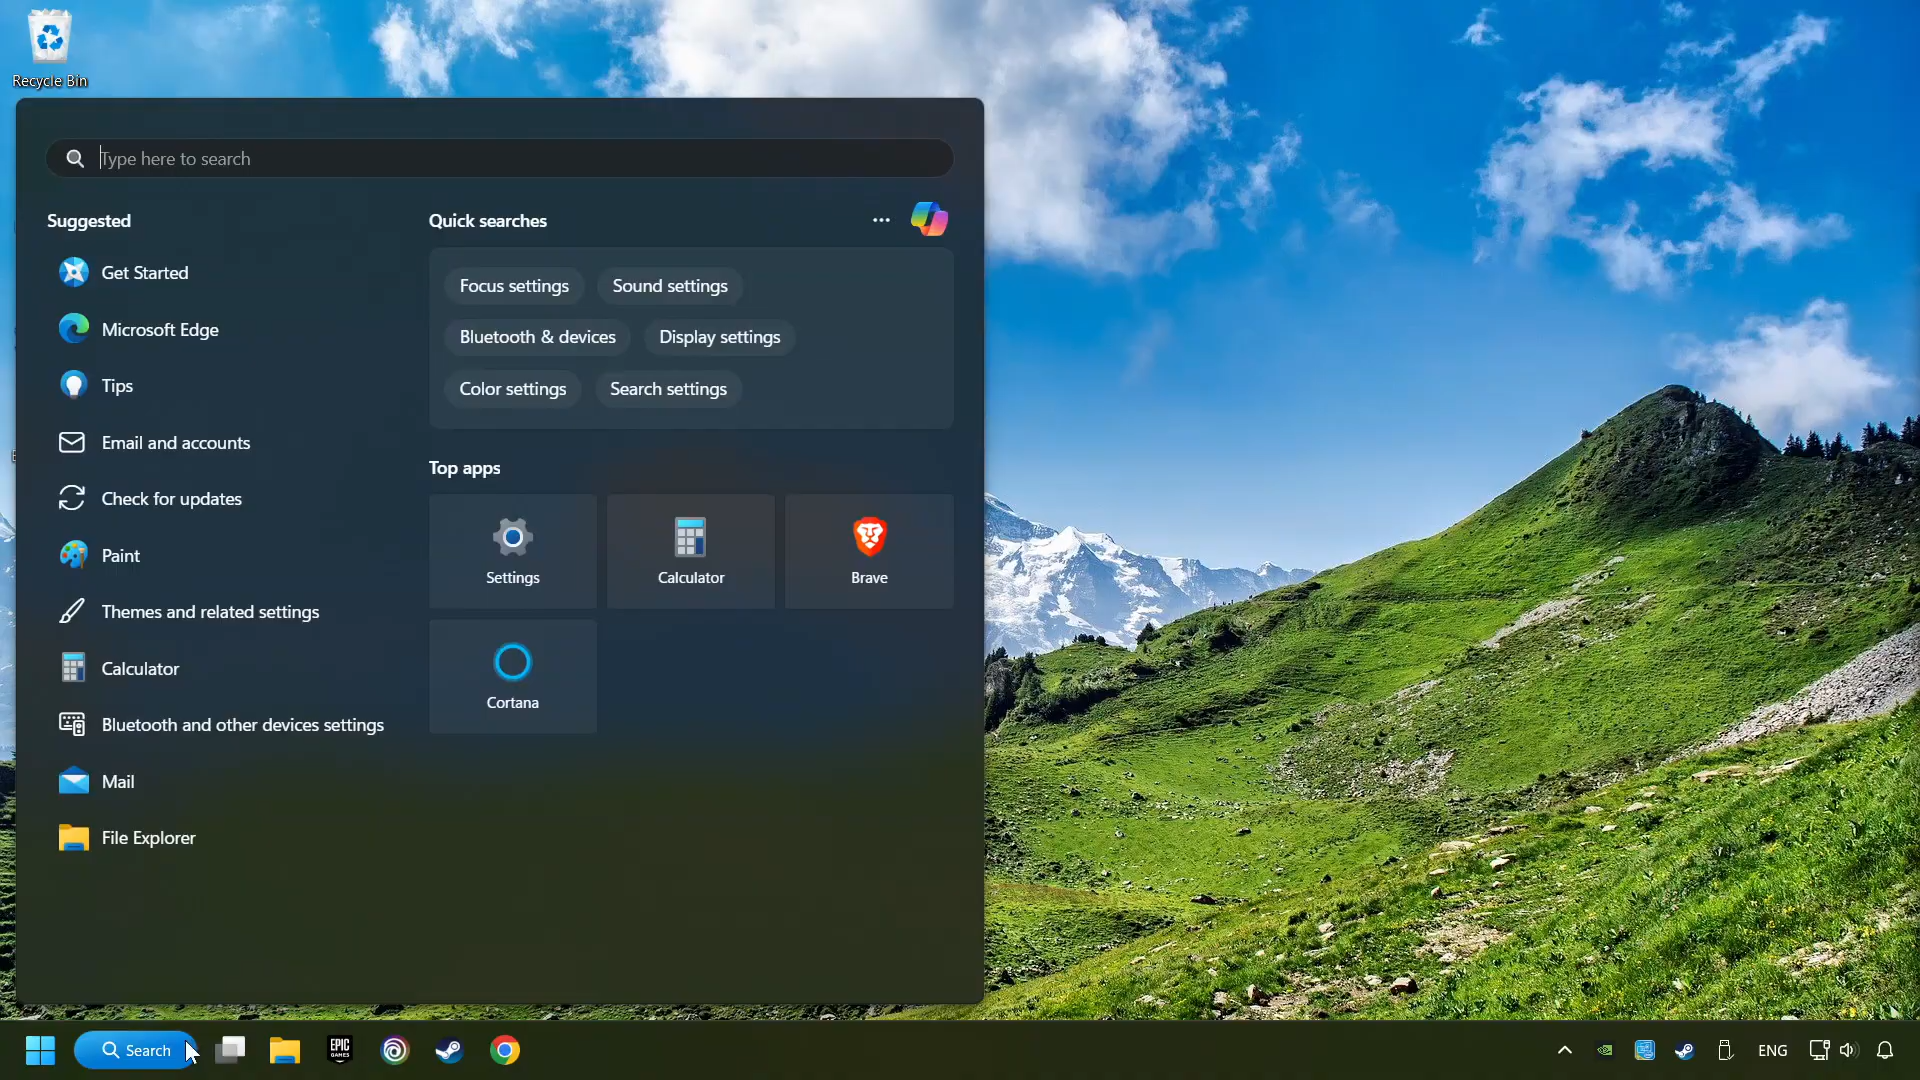 Recycle Bin
Type here to search
Suggested
Get Started
Microsoft Edge
Tips
Email and accounts
Check for updates
Paint
Themes and related settings
Calculator
Bluetooth and other devices settings
Mail
File Explorer
Quick searches
Focus settings
Sound settings
Bluetooth & devices
Display settings
Color settings
Search settings
Top apps
Settings
Calculator
Brave
Cortana
Search
EPIC
GAMES
ENG